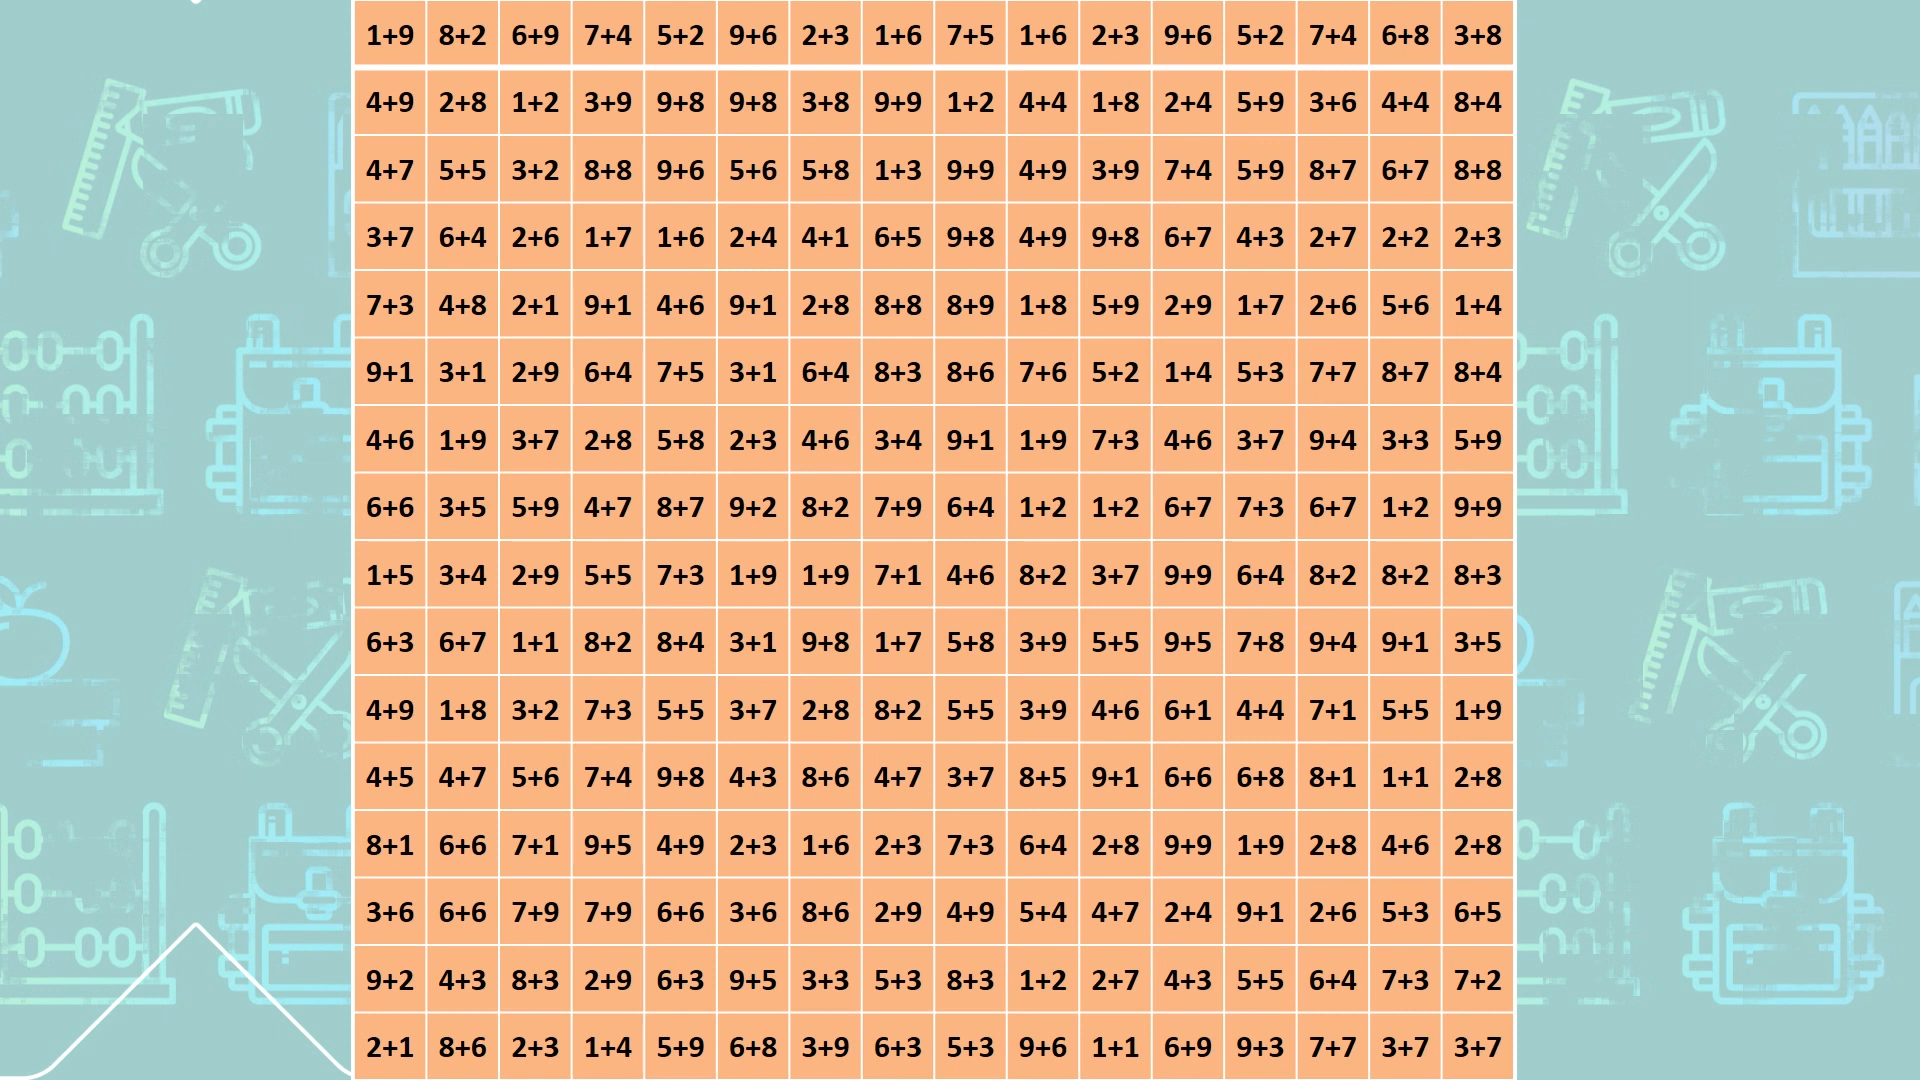 1+9 8+2 6+9 7+4 5+2 9+6 2+3 1+6 7+5 1+6 2+3 9+6 5+2 7+4 6+8 3+8
4+9 2+8 1+2 3+9 9+8 9+8 3+8 9+9 1+2 4+4 1+8 2+4 5+9 3+6 4+4 8+4
4+7 5+5 3+2 8+8 9+6 5+6 5+8 1+3 9+9 4+9 3+9 7+4 5+9 8+7 6+7 8+8
3+7 6+4 2+6 1+7 1+6 2+4 4+1 6+5 9+8 4+9 9+8 6+7 4+3 2+7 2+2 2+3
7+3 4+8 2+1 9+1 4+6 9+1 2+8 8+8 8+9 1+8 5+9 2+9 1+7 2+6 5+6 1+4
9+1 3+1 2+9 6+4 7+5 3+1 6+4 8+3 8+6 7+6 5+2 1+4 5+3 7+7 8+7 8+4
4+6 1+9 3+7 2+8 5+8 2+3 4+6 3+4 9+1 1+9 7+3 4+6 3+7 9+4 3+3 5+9
6+6 3+5 5+9 4+7 8+7 9+2 8+2 7+9 6+4 1+2 1+2 6+7 7+3 6+7 1+2 9+9
1+5 3+4 2+9 5+5 7+3 1+9 1+9 7+1 4+6 8+2 3+7 9+9 6+4 8+2 8+2 8+3
6+3 6+7 1+1 8+2 8+4 3+1 9+8 1+7 5+8 3+9 5+5 9+5 7+8 9+4 9+1 3+5
4+9 1+8 3+2 7+3 5+5 3+7 2+8 8+2 5+5 3+9 4+6 6+1 4+4 7+1 5+5 1+9
4+5 4+7 5+6 7+4 9+8 4+3 8+6 4+7 3+7 8+5 9+1 6+6 6+8 8+1 1+1 2+8
8+1 6+6 7+1 9+5 4+9 2+3 1+6 2+3 7+3 6+4 2+8 9+9 1+9 2+8 4+6 2+8
3+6 6+6 7+9 7+9 6+6 3+6 8+6 2+9 4+9 5+4 4+7 2+4 9+1 2+6 5+3 6+5
9+2 4+3 8+3 2+9 6+3 9+5 3+3 5+3 8+3 1+2 2+7 4+3 5+5 6+4 7+3 7+2
2+1 8+6 2+3 1+4 5+9 6+8 3+9 6+3 5+3 9+6 1+1 6+9 9+3 7+7 3+7 3+7